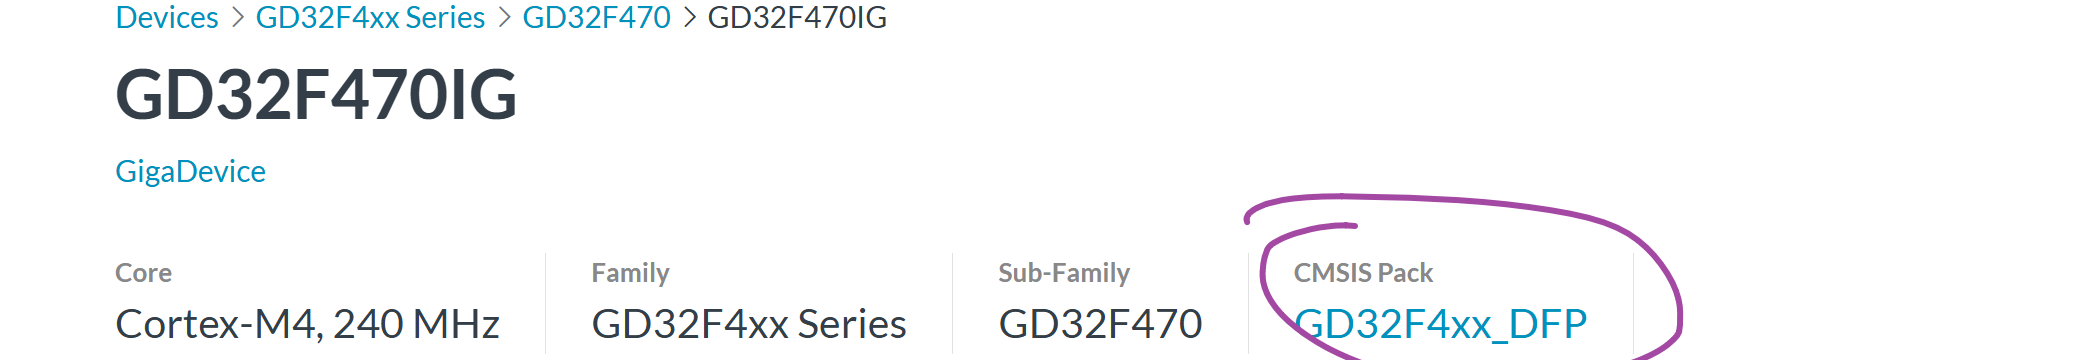 Devices > GD32F4xx Series > GD32F470 > GD32F470IG
GD32F470IG
GigaDevice
Core
Cortex-M4, 240 MHz
Family
GD32F4xx Series
Sub-Family
GD32F470
CMSIS Pack
GD32F4xx_DFP